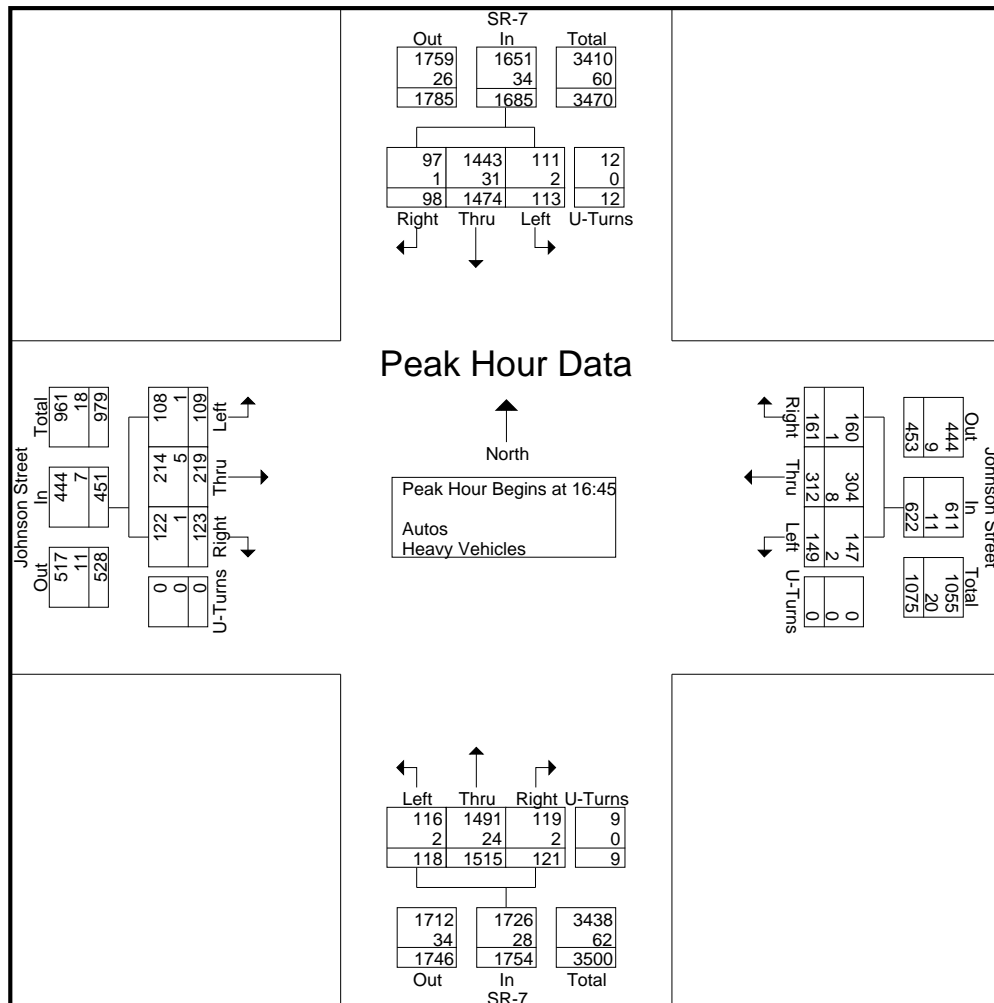 SR-7
Out In Total
1759 1651 3410
26 34 60
1785 1685 3470
97 1443 111 12
1 31 2 0
98 1474 113 12
Right Thru Left U-Turns
Peak Hour Data
North
Peak Hour Begins at 16:45
Autos
Heavy Vehicles
Johnson Street
Out In Total
517 444 961
11 7 18
528 451 979
U-Turns Right Thru Left
0 122 214 108
0 1 5 1
0 123 219 109
Johnson Street
Out In Total
444 611 1055
9 11 20
453 622 1075
160 304 147 0
1 8 2 0
161 312 149 0
Right Thru Left U-Turns
Left Thru Right U-Turns
116 1491 119 9
2 24 2 0
118 1515 121 9
1712 1726 3438
34 28 62
1746 1754 3500
Out In Total
SR-7